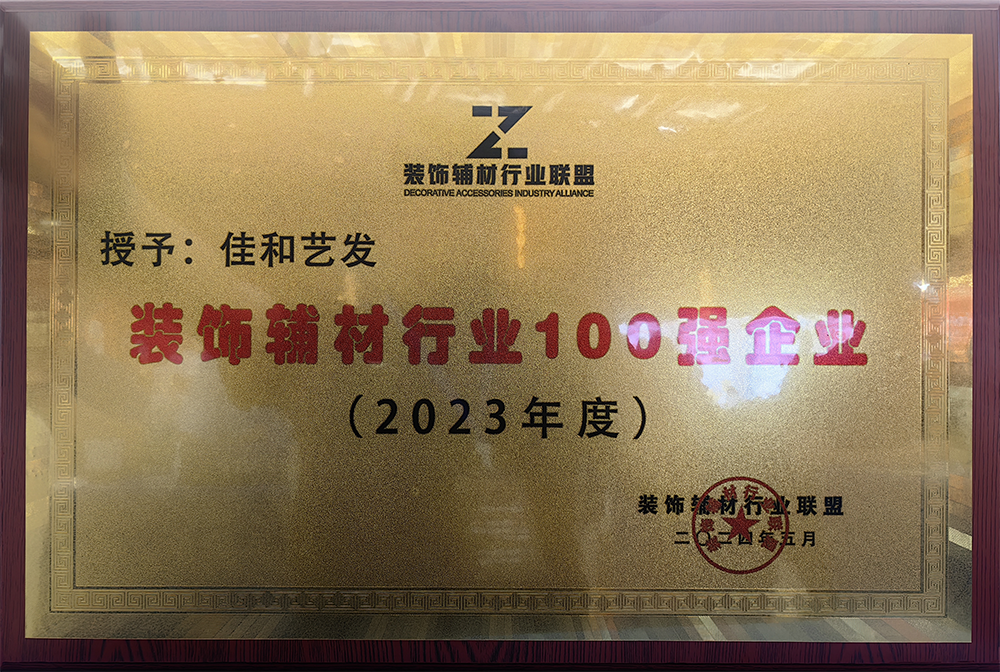 装饰辅材行业联盟
DECORATIVE ACCESSORIES INDUSTRY ALLIANCE
授予：佳和艺发
装饰辅材行业100强企业
（2023年度）
装饰辅材行业联盟
二〇二四年五月